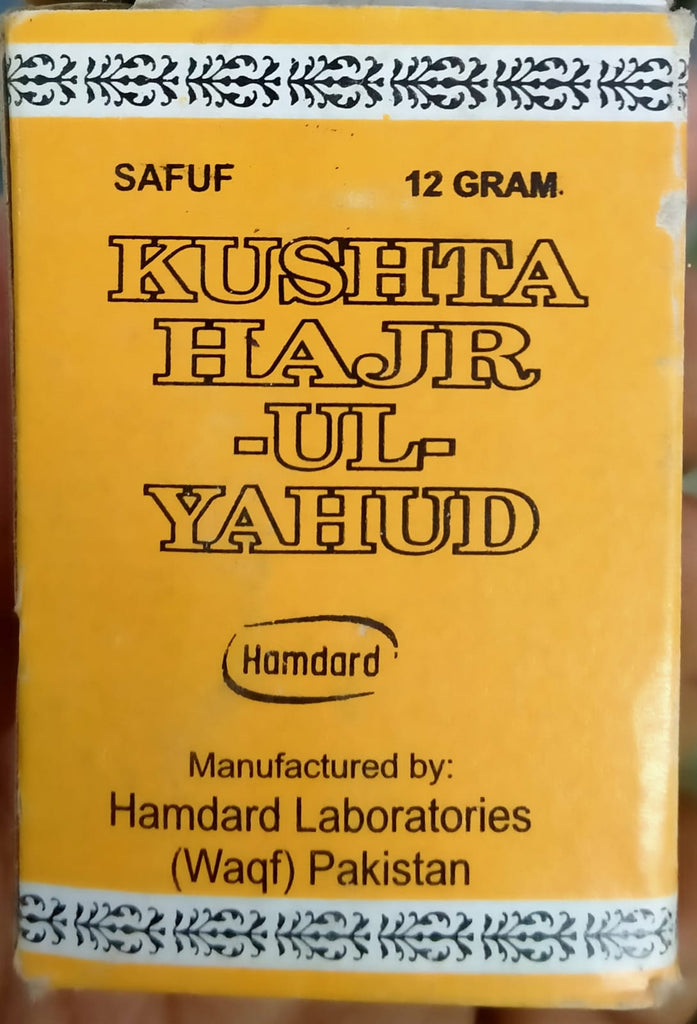 SAFUF 12 GRAM.
KUSHTA
HAJR
-UL-
YAHUD
Hamdard
Manufactured by:
Hamdard Laboratories
(Waqf) Pakistan